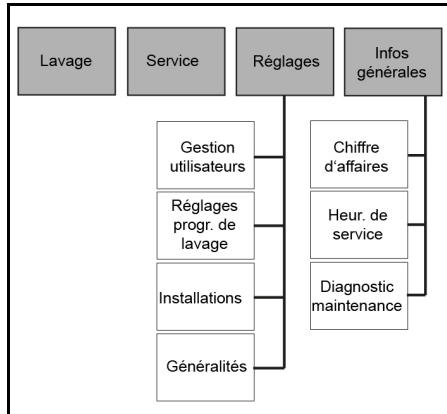 Lavage
Service
Réglages
Infos
générales
Gestion
utilisateurs
Réglages
progr. de
lavage
Installations
Généralités
Chiffre
d'affaires
Heur. de
service
Diagnostic
maintenance